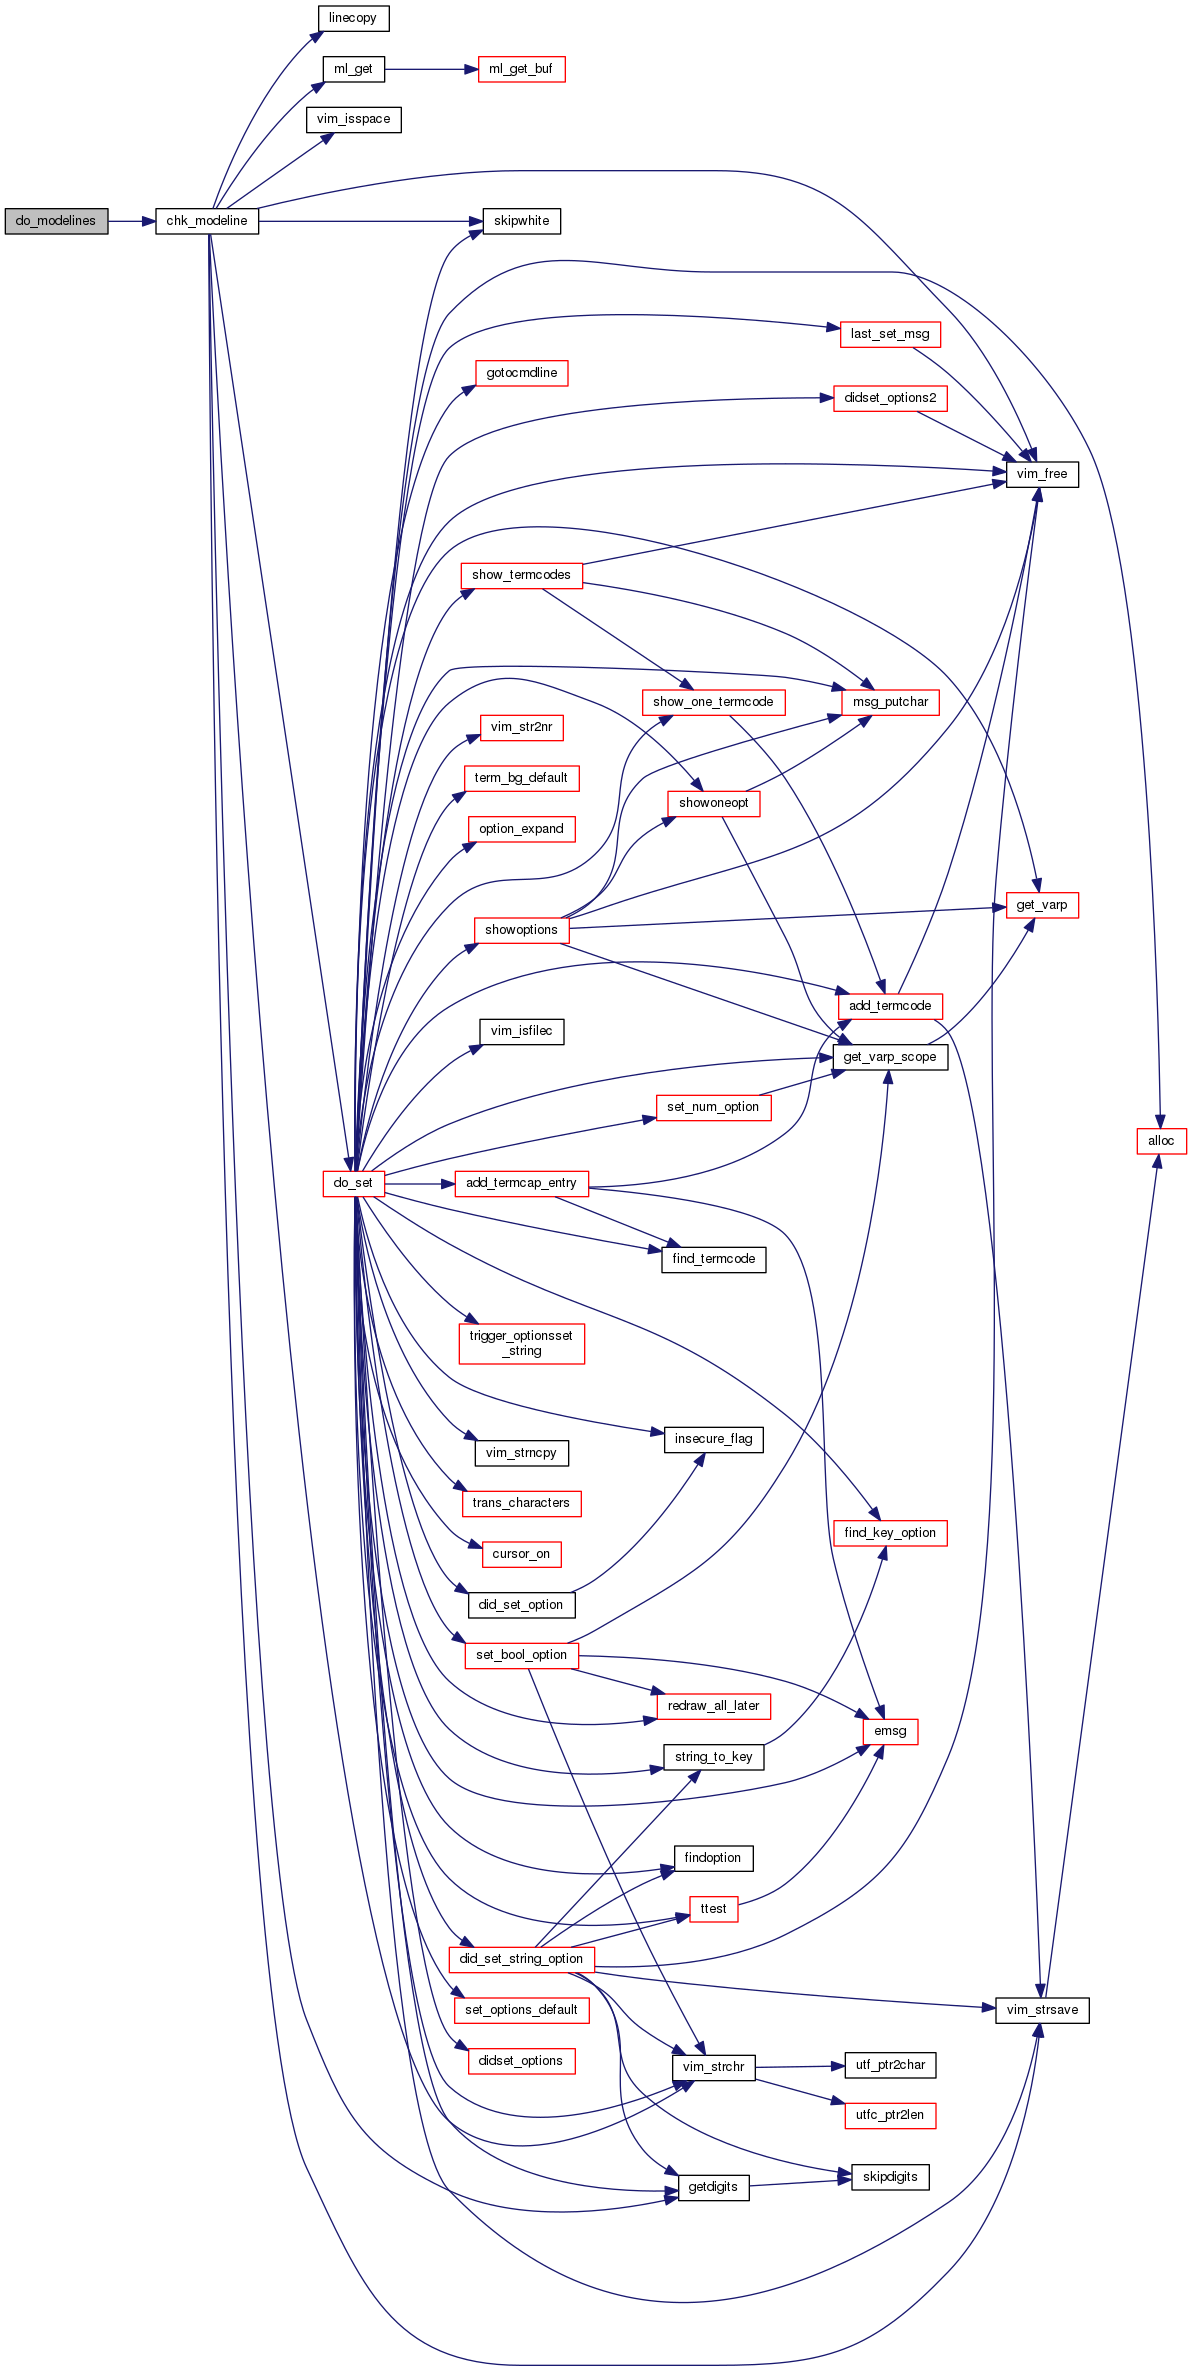 linecopy
ml_get
ml_get_buf
vim_isspace
do_modelines
chk_modeline
skipwhite
last_set_msg
gotocmdline
didset_options2
vim_free
show_termcodes
show_one_termcode
msg_putchar
vim_str2nr
term_bg_default
showoneopt
option_expand
get_varp
showoptions
add_termcode
vim_isfilec
get_varp_scope
set_num_option
alloc
do_set
add_termcap_entry
find_termcode
trigger_optionsset
_string
insecure_flag
vim_strncpy
trans_characters
find_key_option
cursor_on
did_set_option
set_bool_option
redraw_all_later
emsg
string_to_key
findoption
ttest
did_set_string_option
set_options_default
vim_strsave
didset_options
vim_strchr
utf_ptr2char
utfc_ptr2len
skipdigits
getdigits